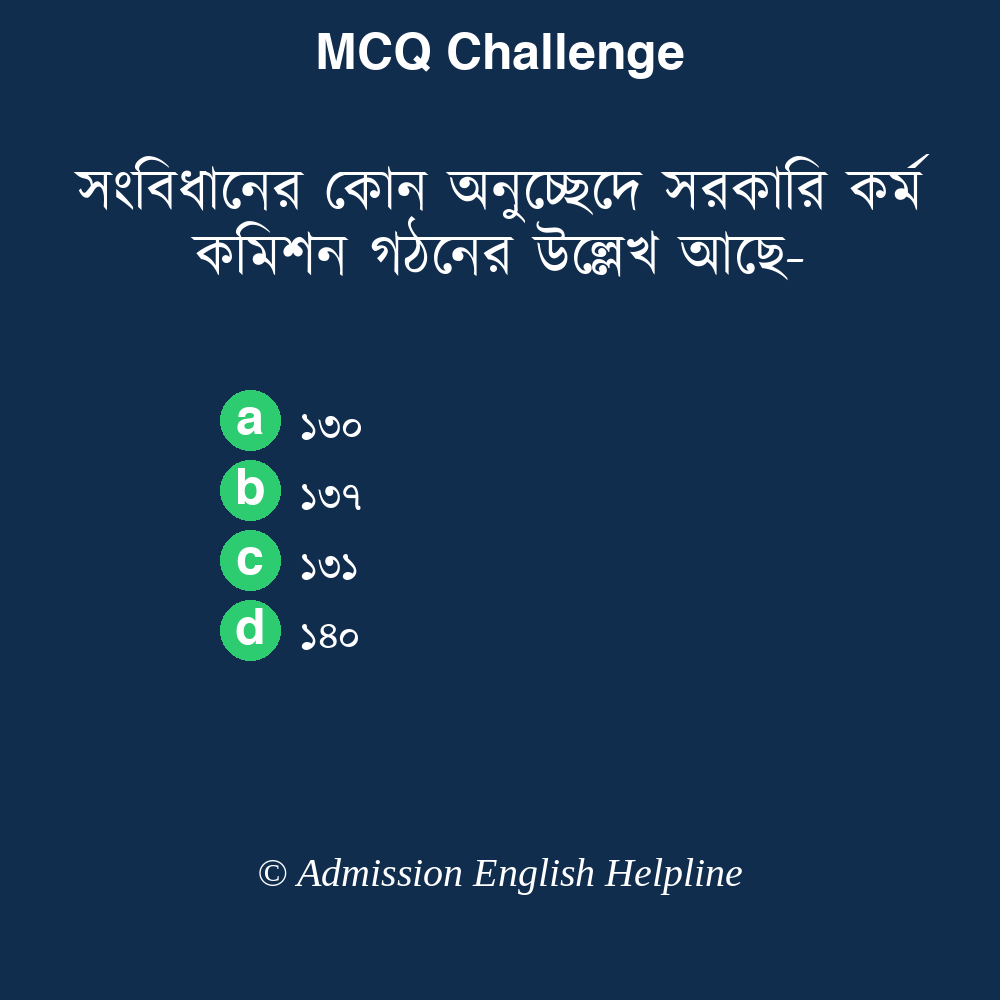 MCQ Challenge
সংবিধানের কোন অনুচ্ছেদে সরকারি কর্ম
কমিশন গঠনের উল্লেখ আছে-
a ১৩০
b ১৩৭
c ১৩১
d ১৪০
© Admission English Helpline